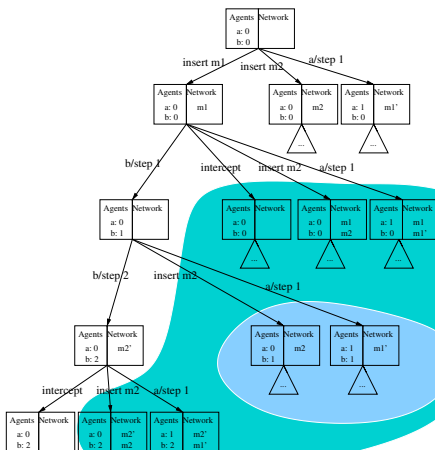 Agents Network
a: 0
b: 0
insert m1 insert m2 a/step 1
Agents Network
a: 0 m1
b: 0
Agents Network
a: 0 m2
b: 0
...
Agents Network
a: 1 m1'
b: 0
...
b/step 1 intercept insert m2 a/step 1
Agents Network
a: 0
b: 1
Agents Network
a: 0
b: 0
...
Agents Network
a: 0 m1
b: 0 m2
...
Agents Network
a: 1 m1
b: 0 m1'
...
b/step 2 insert m2 a/step 1
Agents Network
a: 0 m2'
b: 2
Agents Network
a: 0 m2
b: 1
...
Agents Network
a: 1 m1'
b: 1
...
intercept insert m2 a/step 1
Agents Network
a: 0
b: 2
Agents Network
a: 0 m2'
b: 2 m2
Agents Network
a: 1 m2'
b: 2 m1'